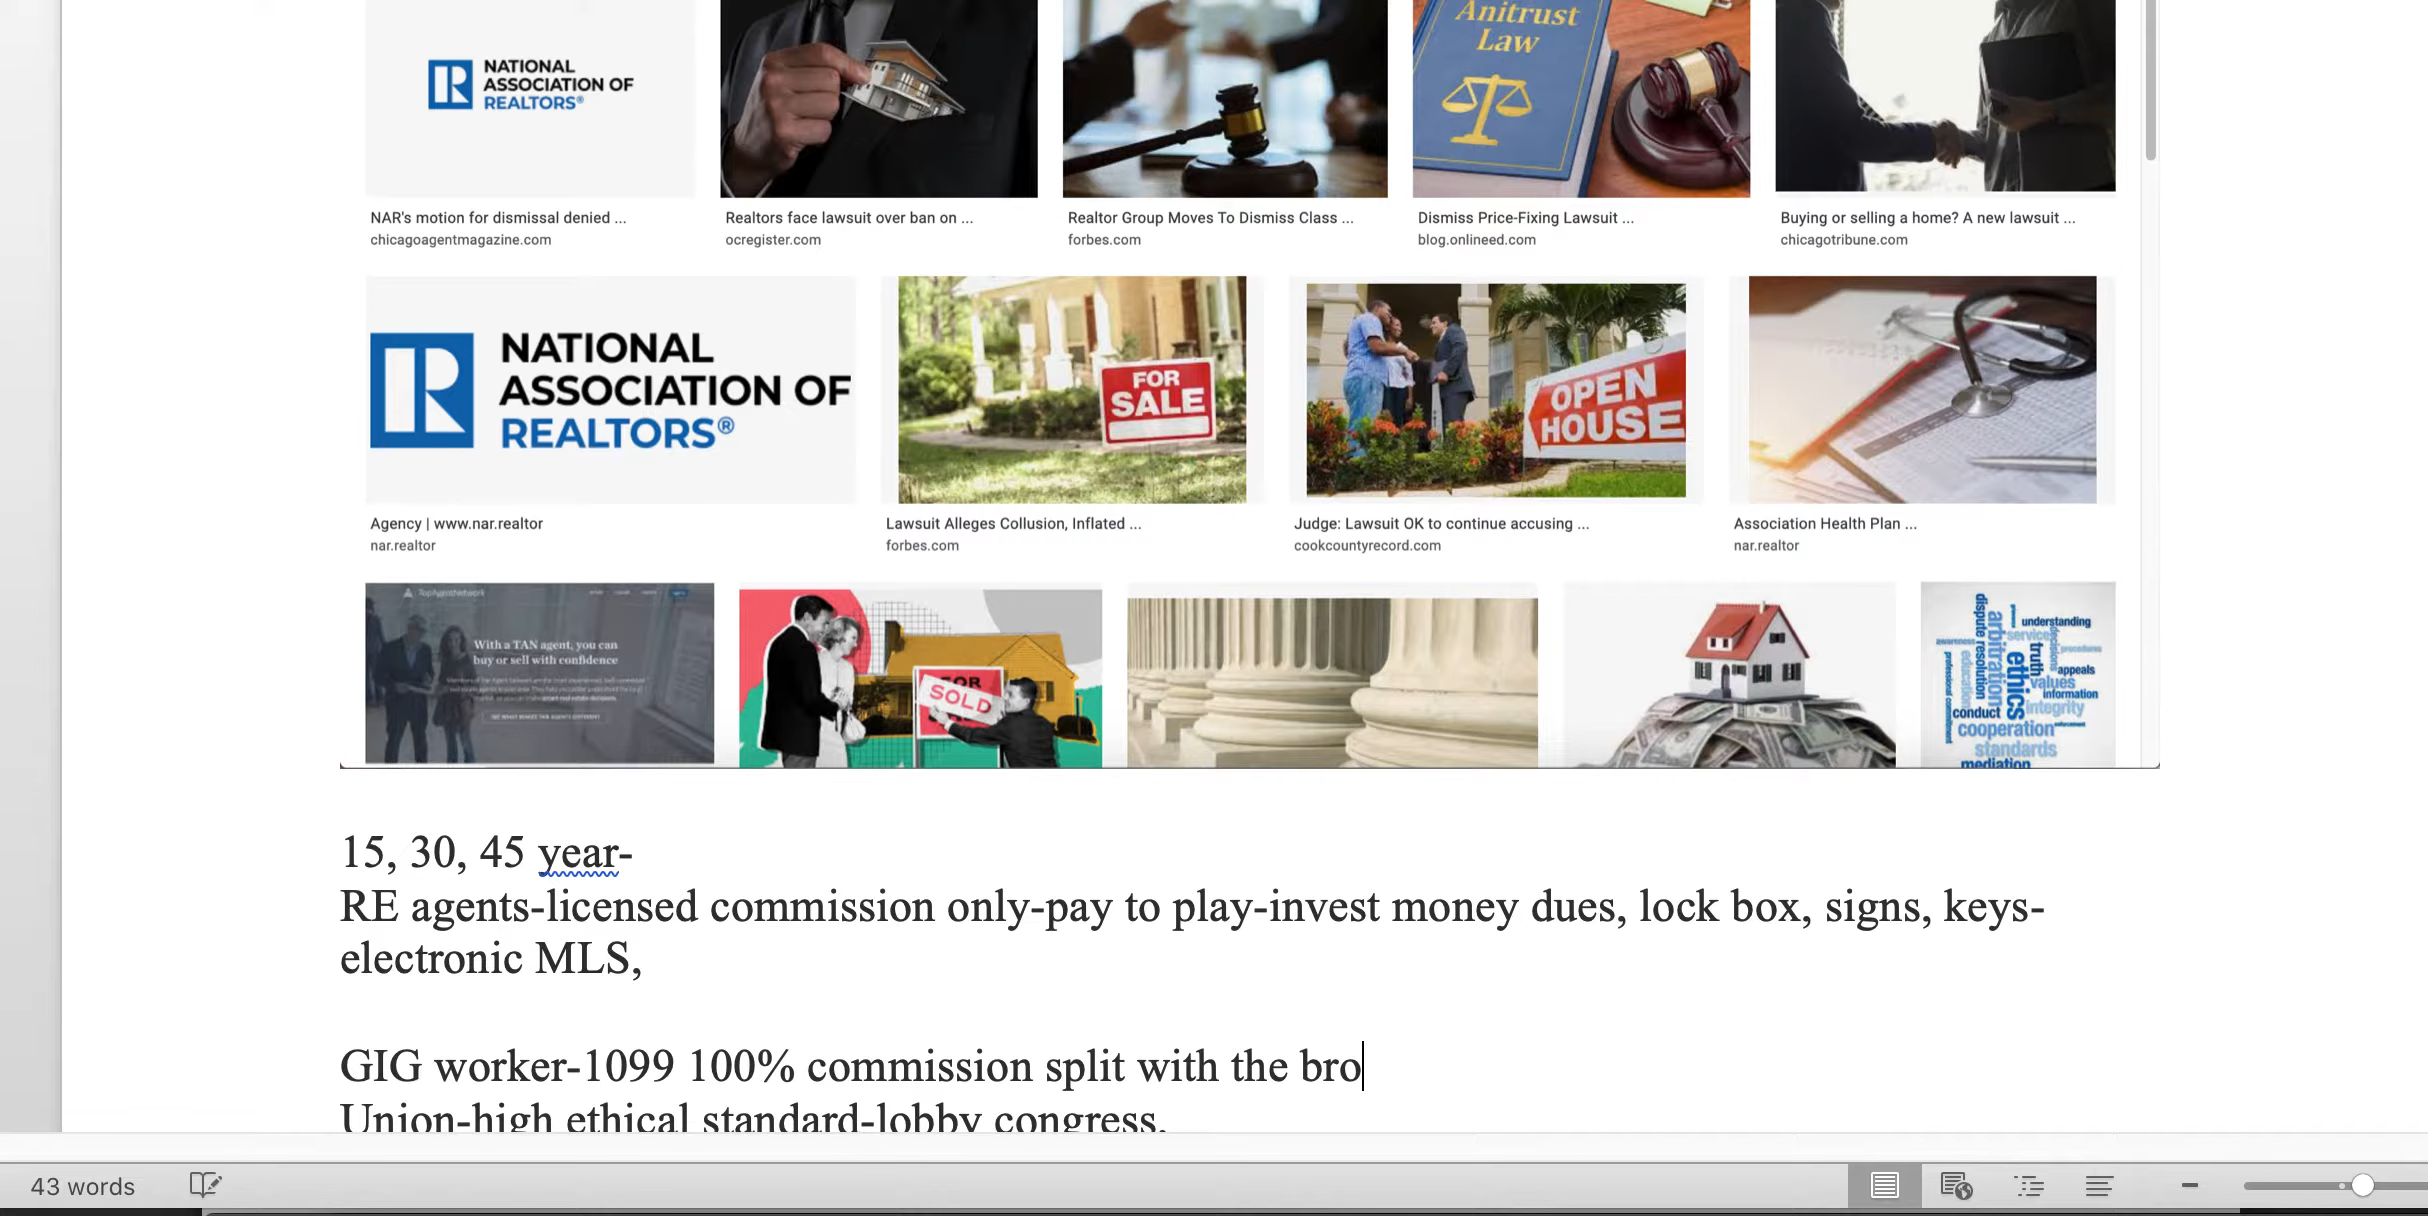 Anitrust
Law
NATIONAL
ASSOCIATION OF
REALTORS®
NAR's motion for dismissal denied ...
chicagoagentmagazine.com
Realtors face lawsuit over ban on ...
ocregister.com
Realtor Group Moves To Dismiss Class ...
forbes.com
Dismiss Price-Fixing Lawsuit ...
blog.onlineed.com
Buying or selling a home? A new lawsuit ...
chicagotribune.com
NATIONAL
ASSOCIATION OF
REALTORS®
FOR
SALE
OPEN
HOUSE
Agency | www.nar.realtor
nar.realtor
Lawsuit Alleges Collusion, Inflated ...
forbes.com
Judge: Lawsuit OK to continue accusing ...
cookcountyrecord.com
Association Health Plan ...
nar.realtor
TopAgentNetwork
With a TAN agent, you can
buy or sell with confidence
FOR
SOLD
dispute resolution
arbitration
understanding
service
truth
ethics
appeals
values
information
integrity
conduct
cooperation
standards
mediation
15, 30, 45 year-
RE agents-licensed commission only-pay to play-invest money dues, lock box, signs, keys-
electronic MLS,
GIG worker-1099 100% commission split with the bro
Union-high ethical standard-lobby congress.
43 words